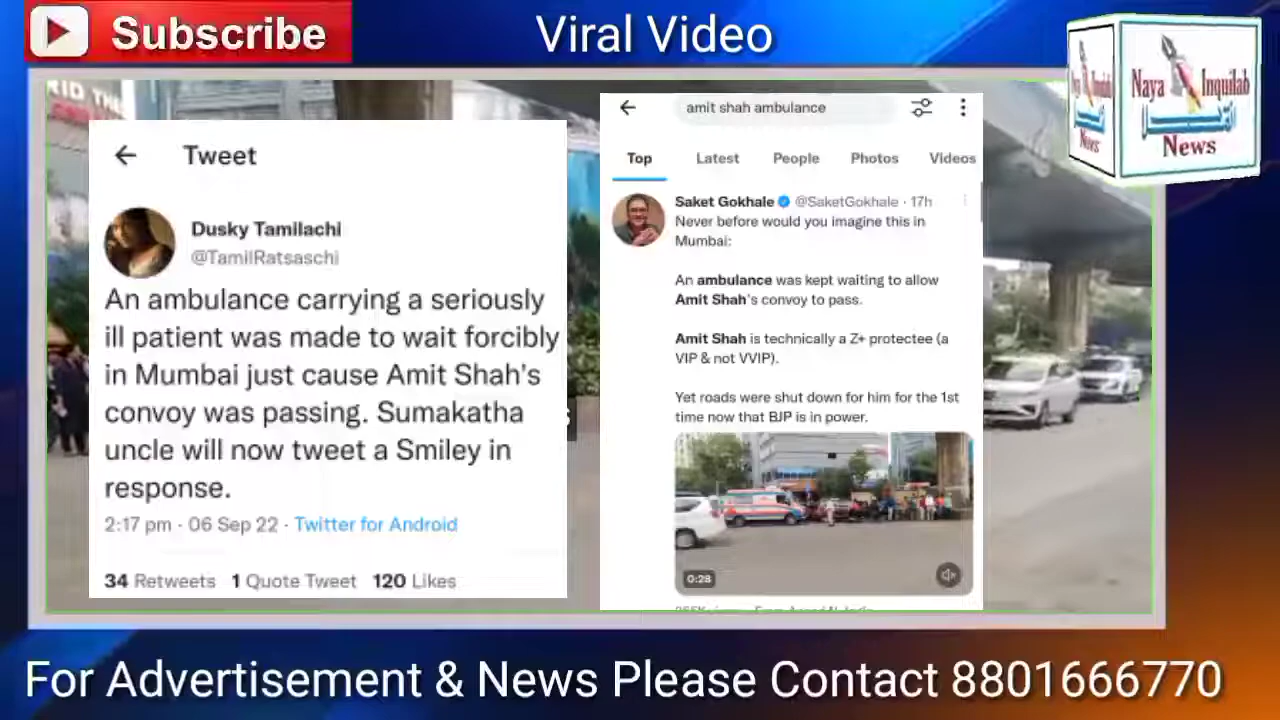 Subscribe
Viral Video
Naya Inquilab
News
Tweet
Dusky Tamilachi
@TamilRatsaschi
An ambulance carrying a seriously
ill patient was made to wait forcibly
in Mumbai just cause Amit Shah's
convoy was passing. Sumakatha
uncle will now tweet a Smiley in
response.
2:17 pm · 06 Sep 22 · Twitter for Android
34 Retweets 1 Quote Tweet 120 Likes
amit shah ambulance
Top Latest People Photos Videos
Saket Gokhale @SaketGokhale · 17h
Never before would you imagine this in
Mumbai:
An ambulance was kept waiting to allow
Amit Shah's convoy to pass.
Amit Shah is technically a Z+ protectee (a
VIP & not VVIP).
Yet roads were shut down for him for the 1st
time now that BJP is in power.
0:28
For Advertisement & News Please Contact 8801666770